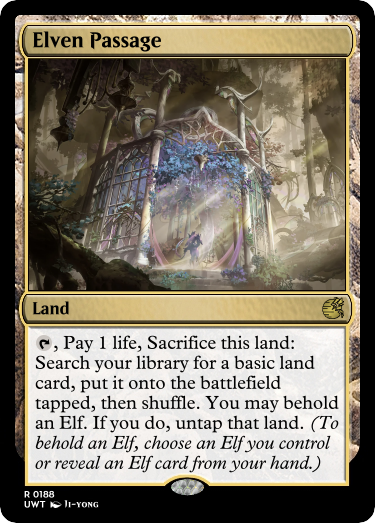 Elven Passage
Land
, Pay 1 life, Sacrifice this land:
Search your library for a basic land
card, put it onto the battlefield
tapped, then shuffle. You may behold
an Elf. If you do, untap that land. (To
behold an Elf, choose an Elf you control
or reveal an Elf card from your hand.)
R 0188
UWT JI-YONG